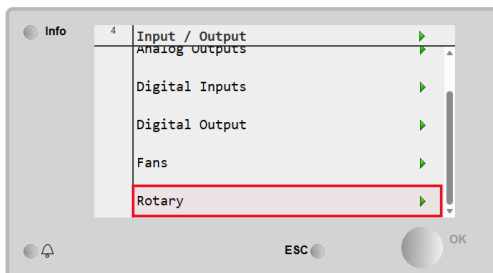 Info
4
Input / Output
Analog Outputs
Digital Inputs
Digital Output
Fans
Rotary
ESC
OK